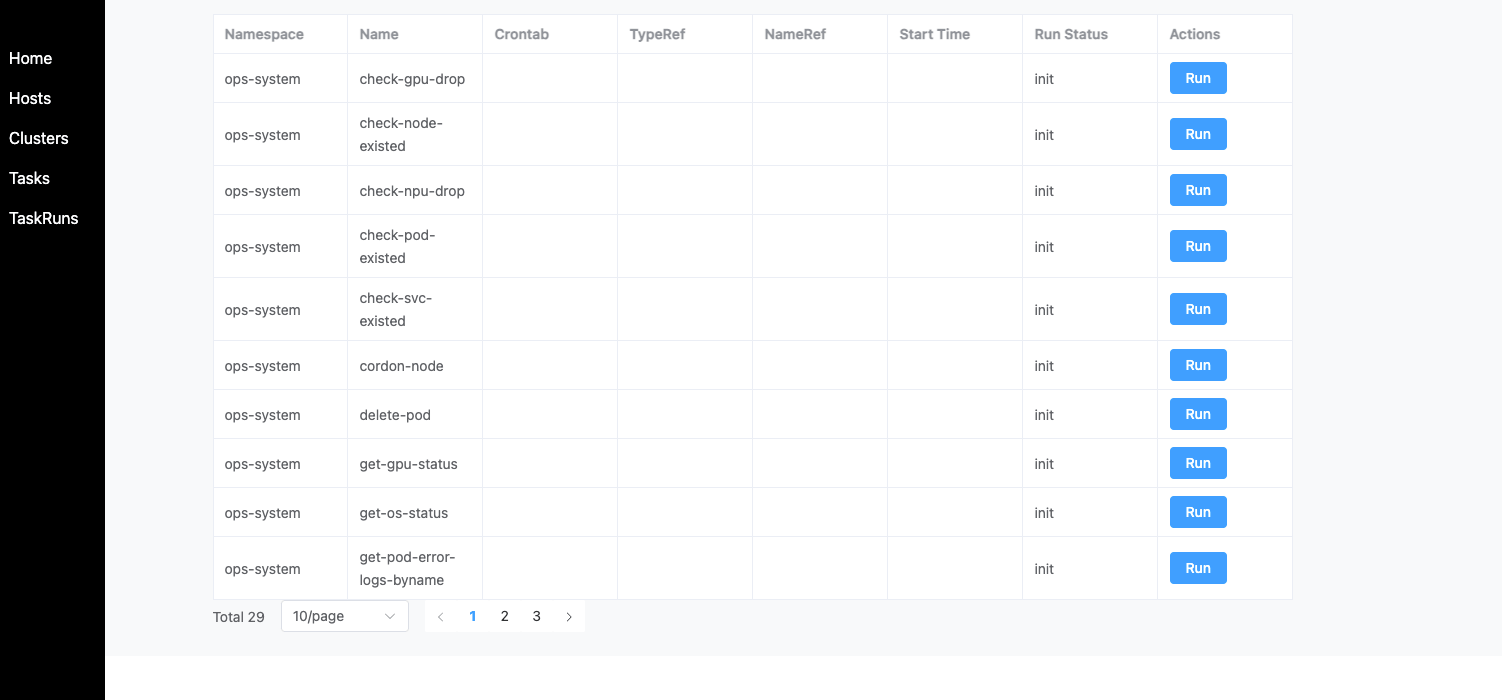 Home
Hosts
Clusters
Tasks
TaskRuns
Namespace Name Crontab TypeRef NameRef Start Time Run Status Actions
ops-system check-gpu-drop init Run
ops-system check-node-
existed init Run
ops-system check-npu-drop init Run
ops-system check-pod-
existed init Run
ops-system check-svc-
existed init Run
ops-system cordon-node init Run
ops-system delete-pod init Run
ops-system get-gpu-status init Run
ops-system get-os-status init Run
ops-system get-pod-error-
logs-byname init Run
Total 29 10/page 1 2 3